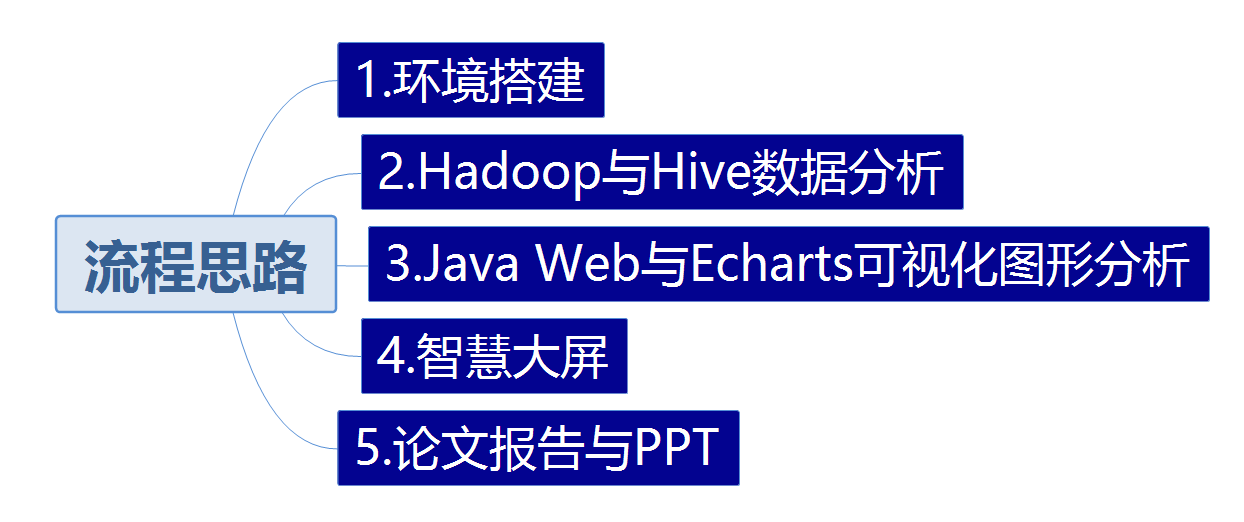 1.环境搭建
2.Hadoop与Hive数据分析
流程思路
3.Java Web与Echarts可视化图形分析
4.智慧大屏
5.论文报告与PPT